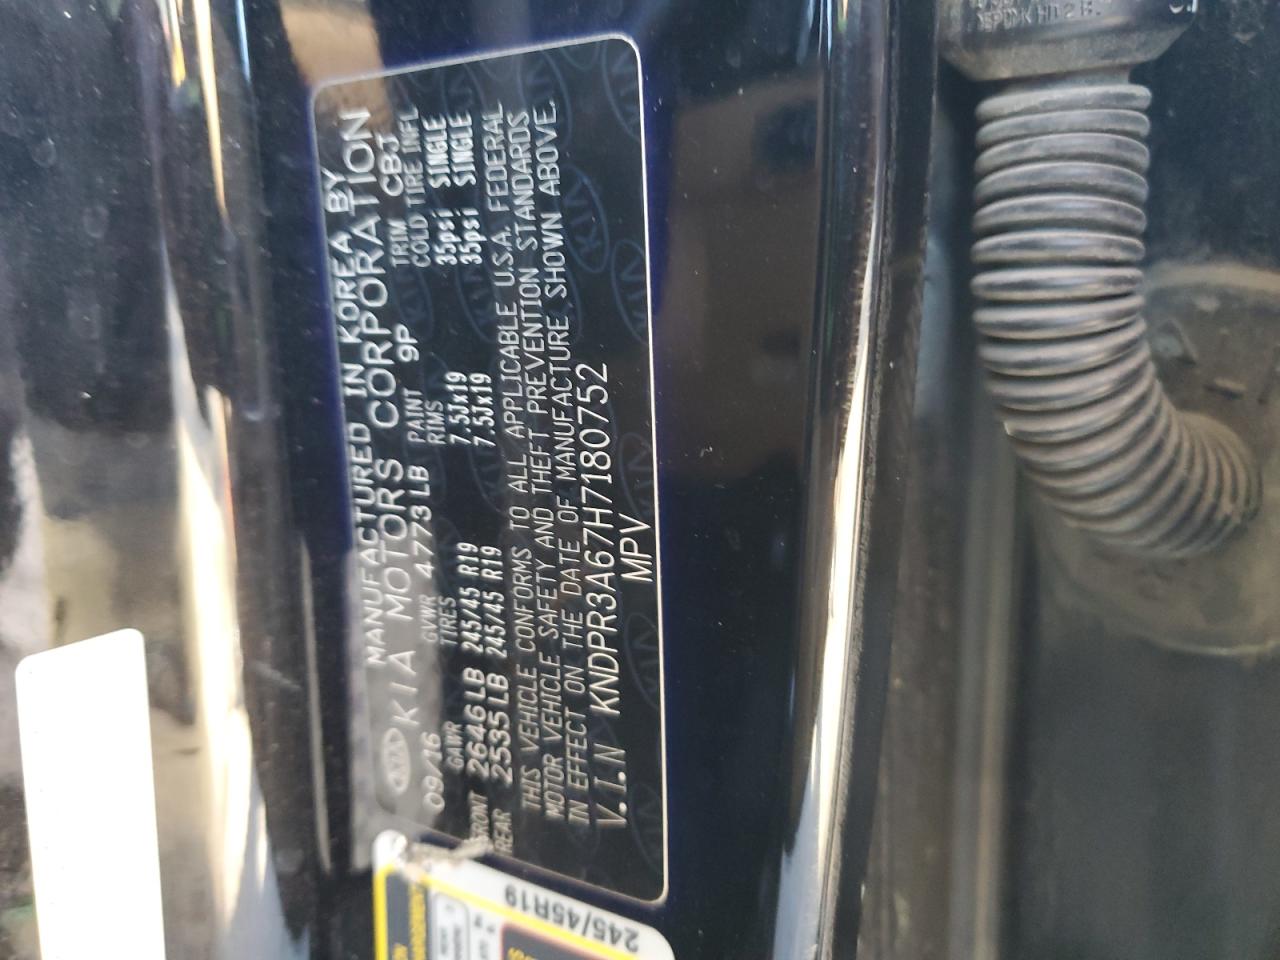 MANUFACTURED IN KOREA BY
KIA KIA MOTORS CORPORATION
09/16 GVWR 4773LB PAINT 9P TRIM CBJ
GAWR TIRES RIMS COLD TIRE INFL
FRONT 2646LB 245/45 R19 7.5Jx19 35psi SINGLE
REAR 2535LB 245/45 R19 7.5Jx19 35psi SINGLE
THIS VEHICLE CONFORMS TO ALL APPLICABLE U.S.A. FEDERAL
MOTOR VEHICLE SAFETY AND THEFT PREVENTION STANDARDS
IN EFFECT ON THE DATE OF MANUFACTURE SHOWN ABOVE.
V.I.N KNDPR3A67H7180752
MPV
245/45R19